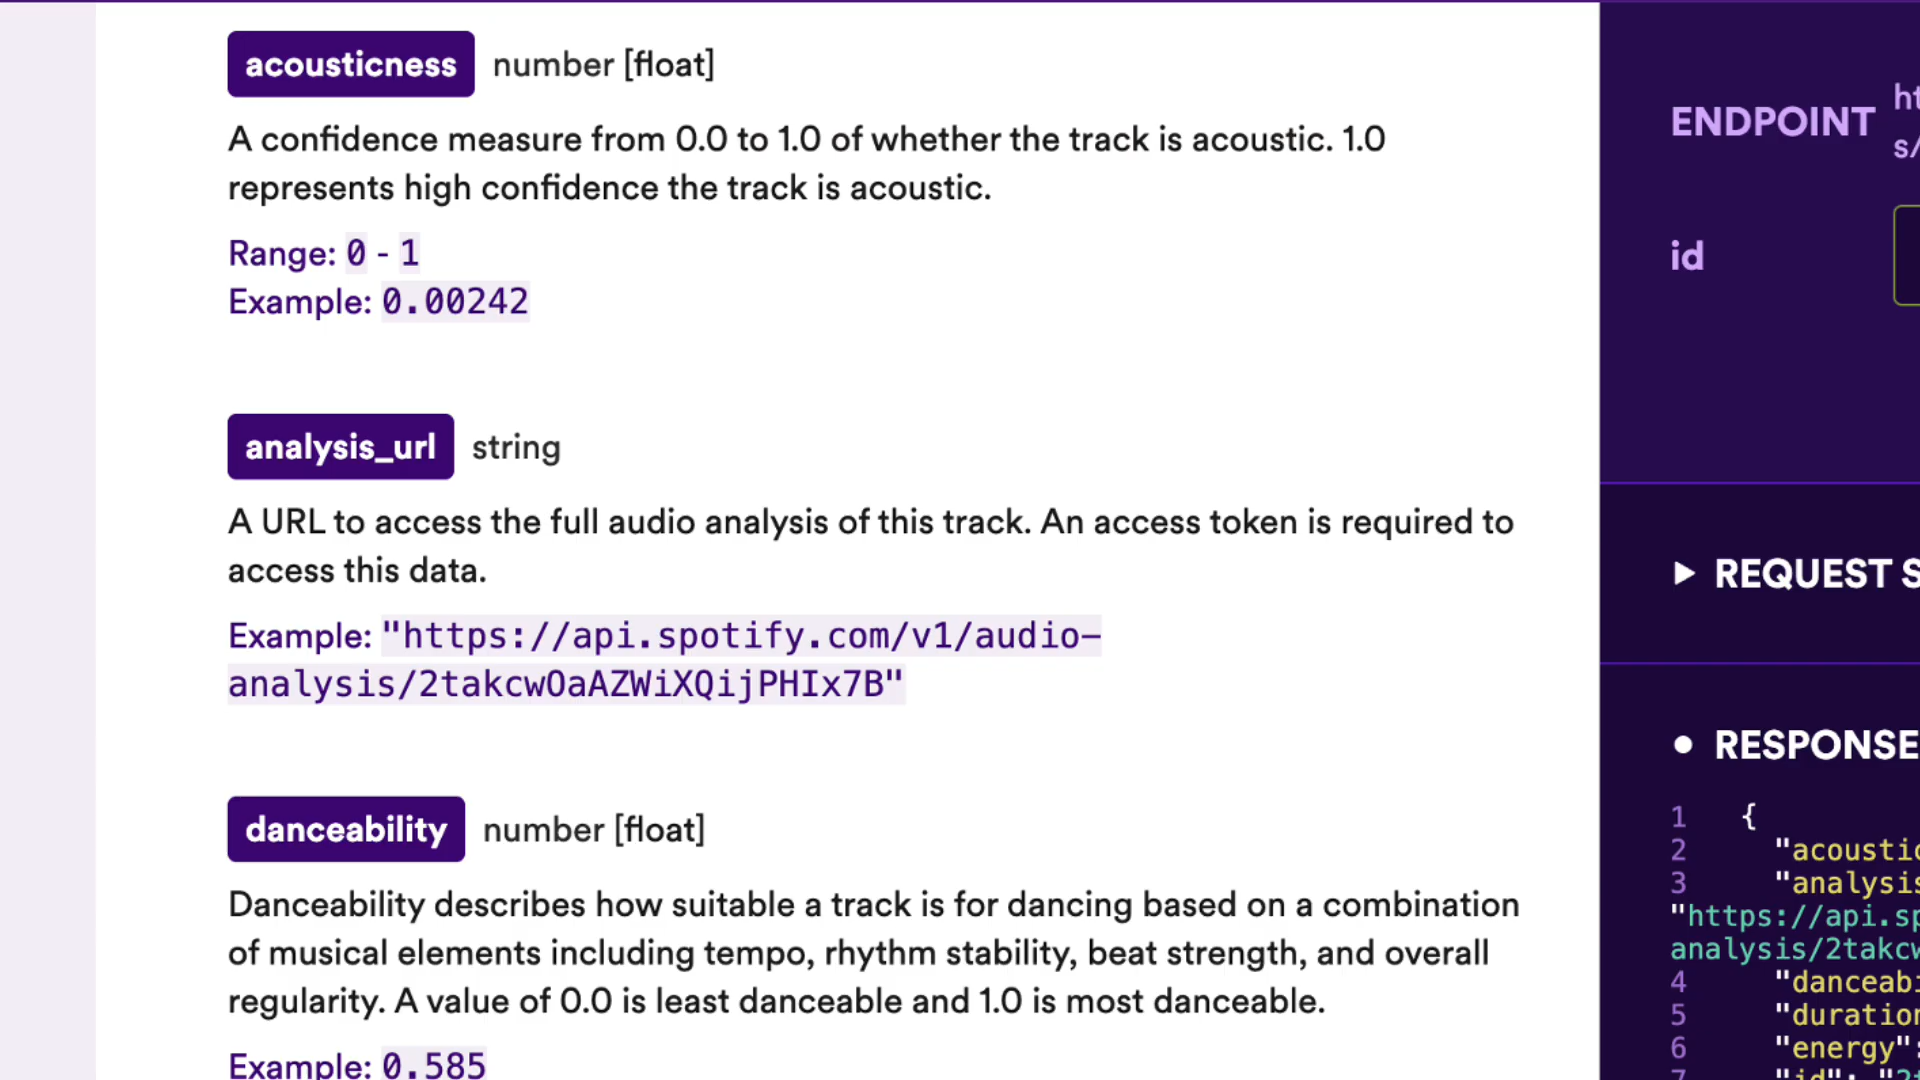 acousticness number [float]
A confidence measure from 0.0 to 1.0 of whether the track is acoustic. 1.0
represents high confidence the track is acoustic.
Range: 0 - 1
Example: 0.00242
analysis_url string
A URL to access the full audio analysis of this track. An access token is required to
access this data.
Example: "https://api.spotify.com/v1/audio-
analysis/2takcwOaAZWiXQijPHIx7B"
danceability number [float]
Danceability describes how suitable a track is for dancing based on a combination
of musical elements including tempo, rhythm stability, beat strength, and overall
regularity. A value of 0.0 is least danceable and 1.0 is most danceable.
Example: 0.585
ENDPOINT
id
REQUEST
RESPONSE
1 {
2 "acoustic
3 "analysis
"https://api.sp
analysis/2takcw
4 "danceabi
5 "duration
6 "energy":
7 "id":